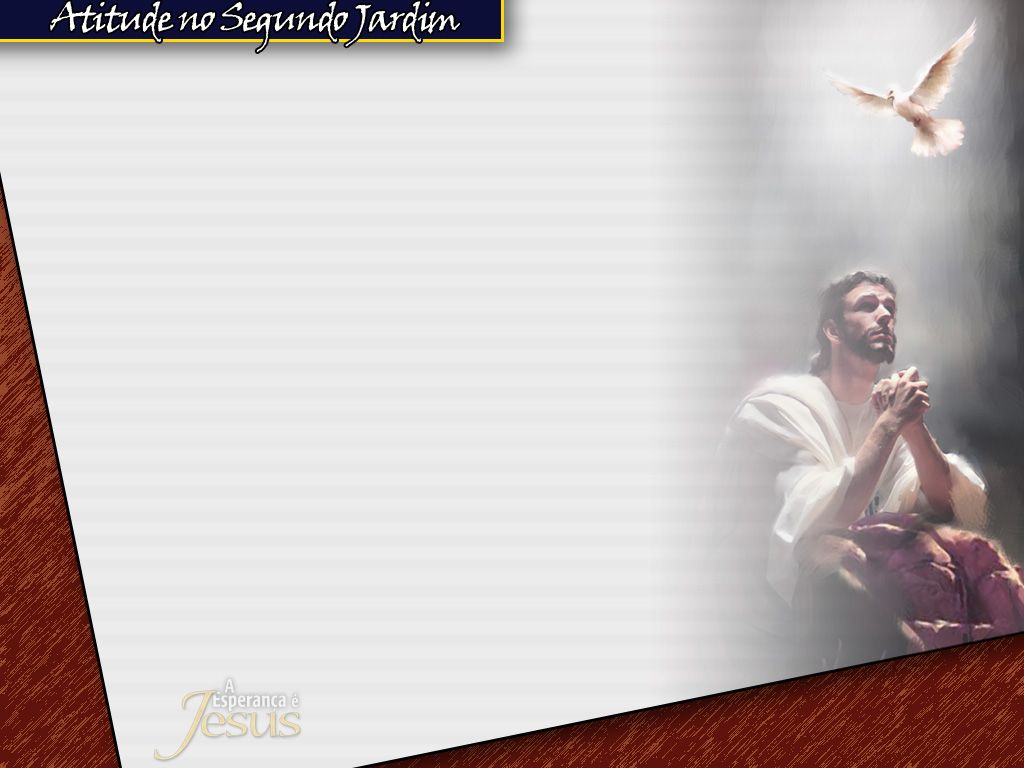 Atitude no Segundo Jardim
A
Esperança é
Jesus